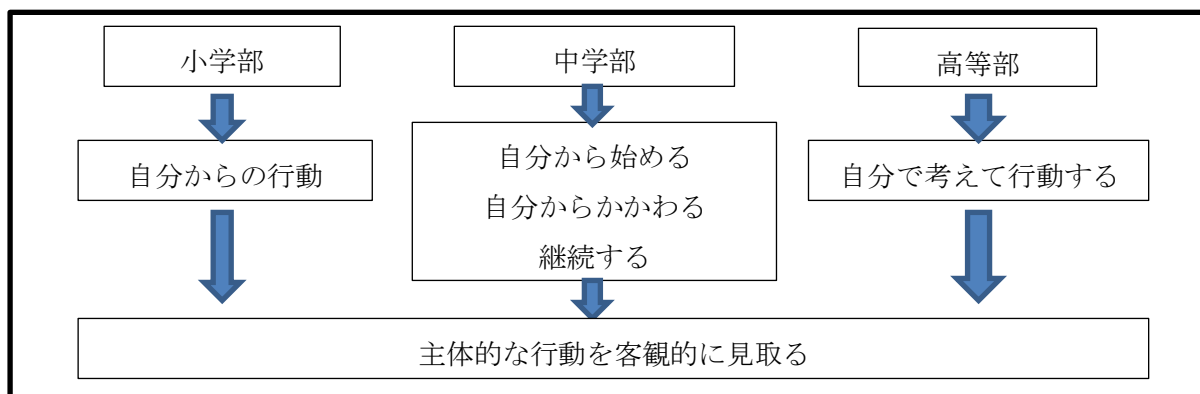 小学部
中学部
高等部
自分からの行動
自分から始める
自分からかかわる
継続する
自分で考えて行動する
主体的な行動を客観的に見取る